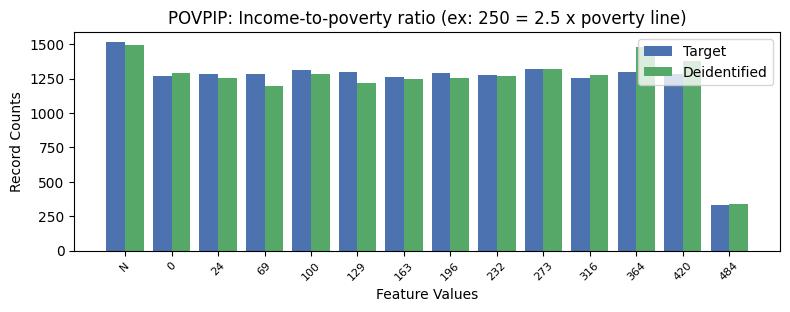 POVPIP: Income-to-poverty ratio (ex: 250 = 2.5 x poverty line)
Target
Deidentified
Record Counts
1500
1250
1000
750
500
250
0
N 0 24 69 100 129 163 196 232 273 316 364 420 484
Feature Values